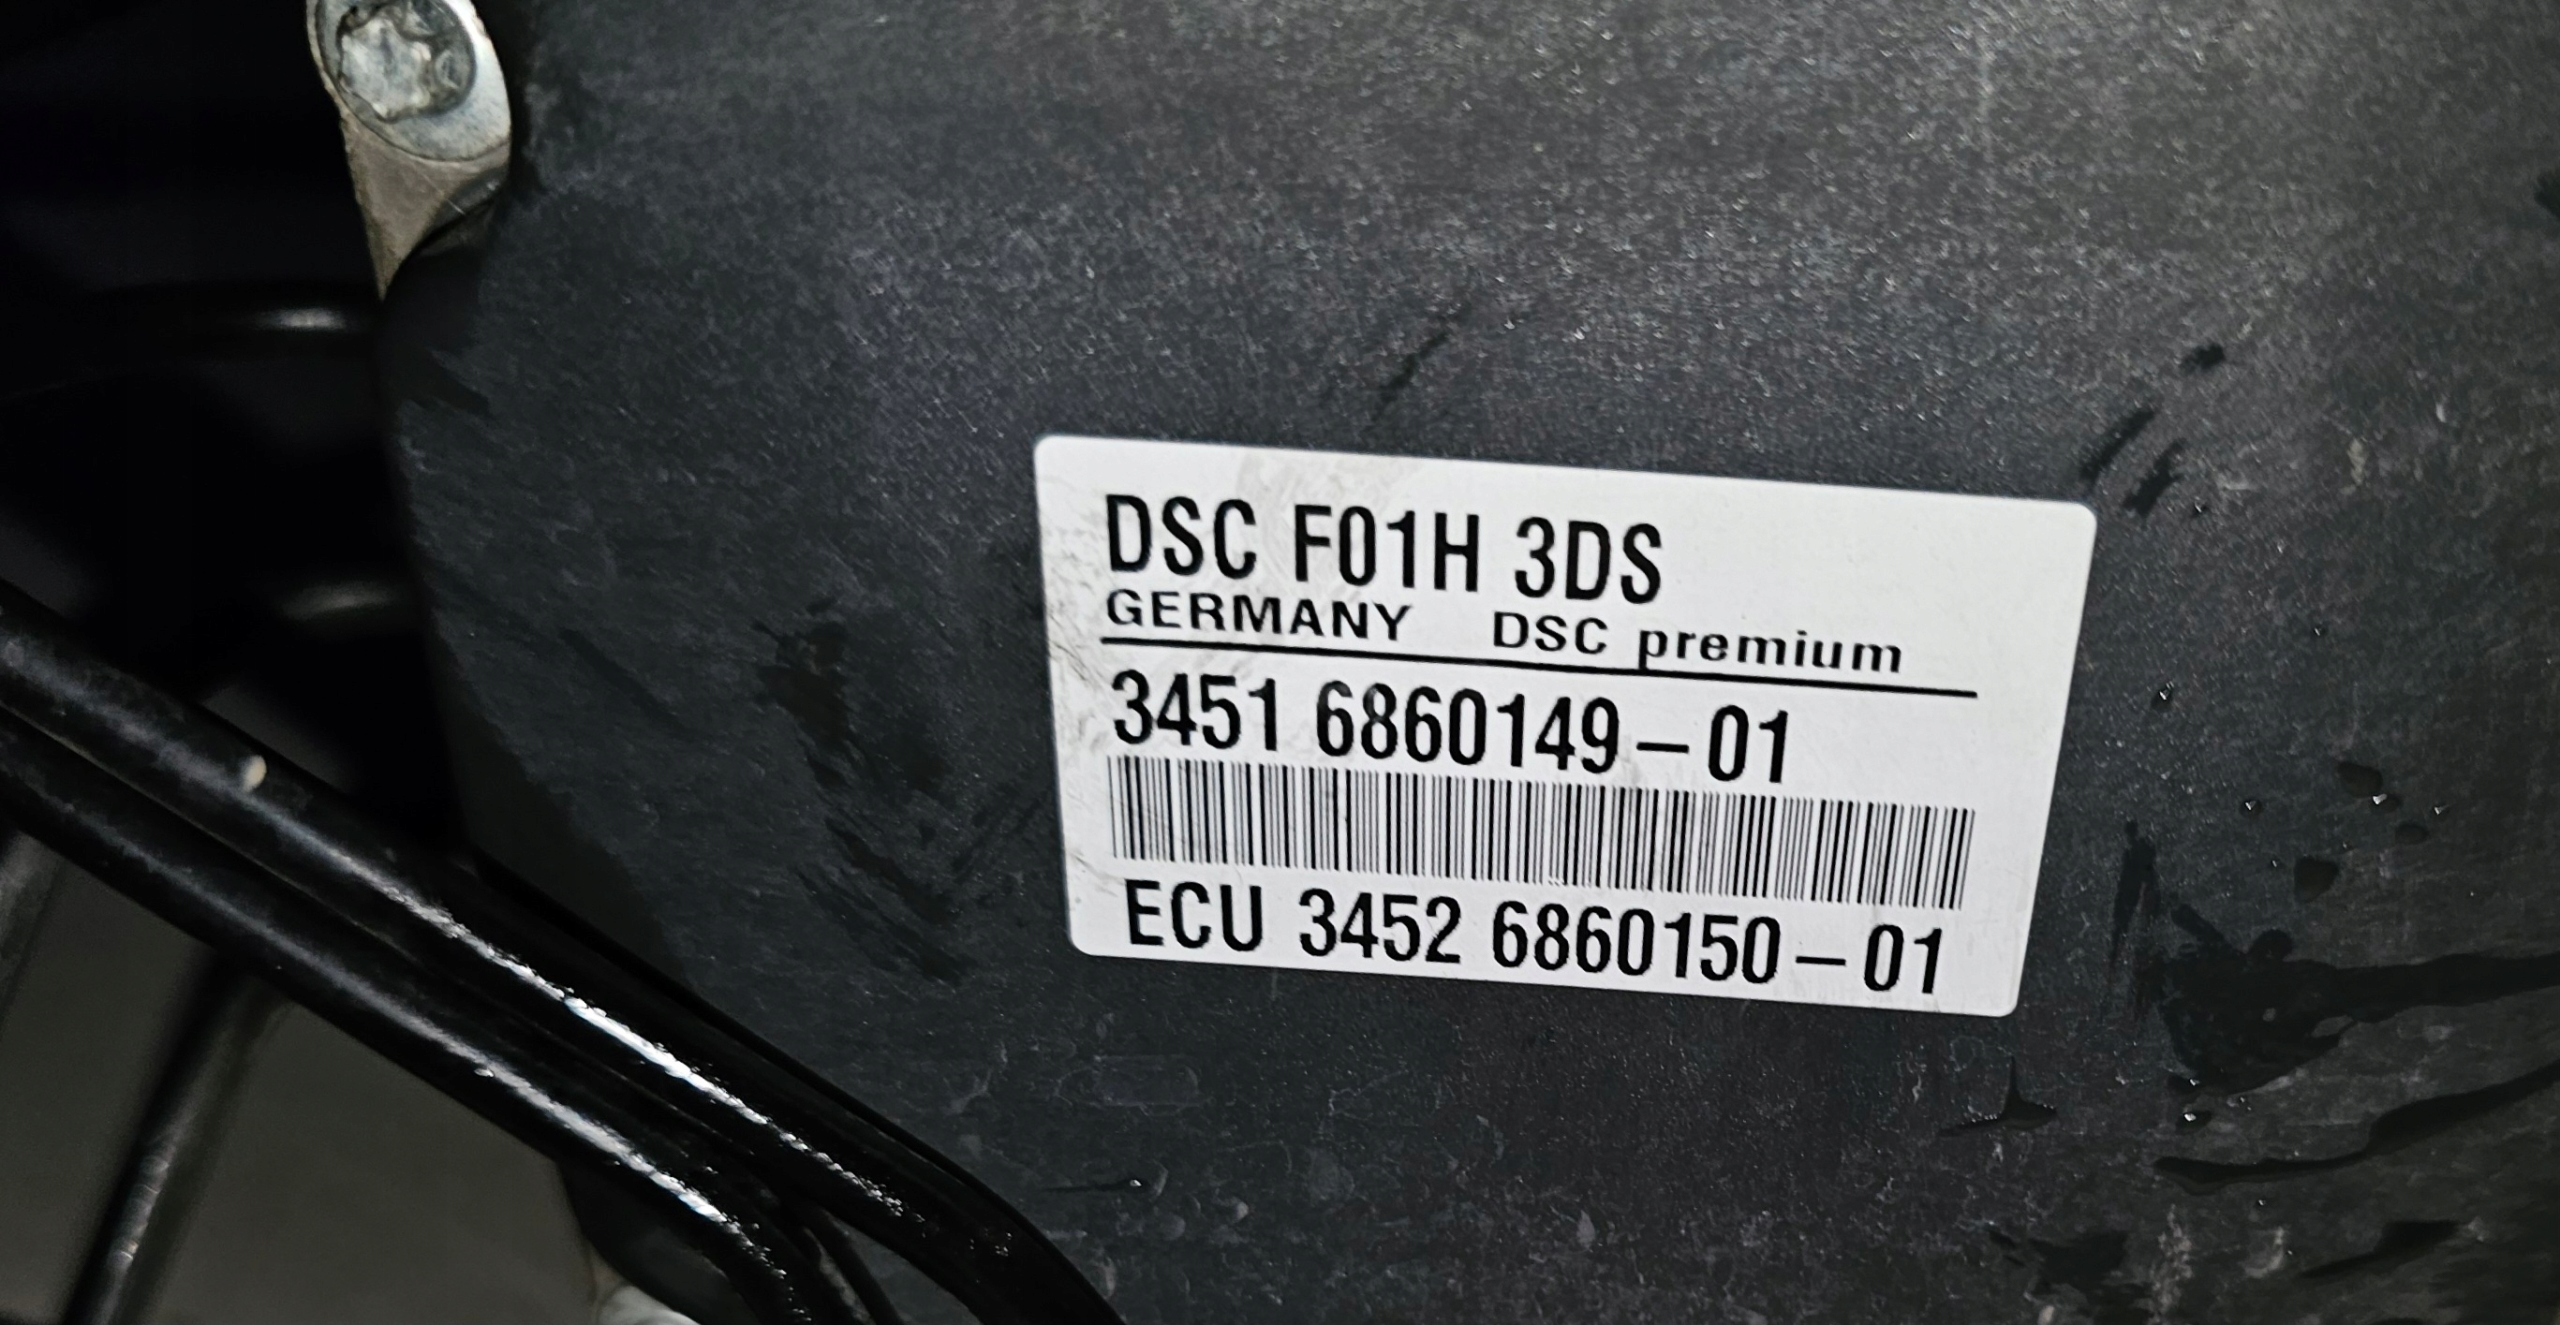 DSC F01H 3DS
GERMANY DSC premium
3451 6860149-01
ECU 3452 6860150-01